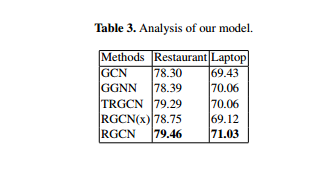 Table 3. Analysis of our model.
Methods Restaurant Laptop
GCN 78.30 69.43
GGNN 78.39 70.06
TRGCN 79.29 70.06
RGCN(x) 78.75 69.12
RGCN 79.46 71.03